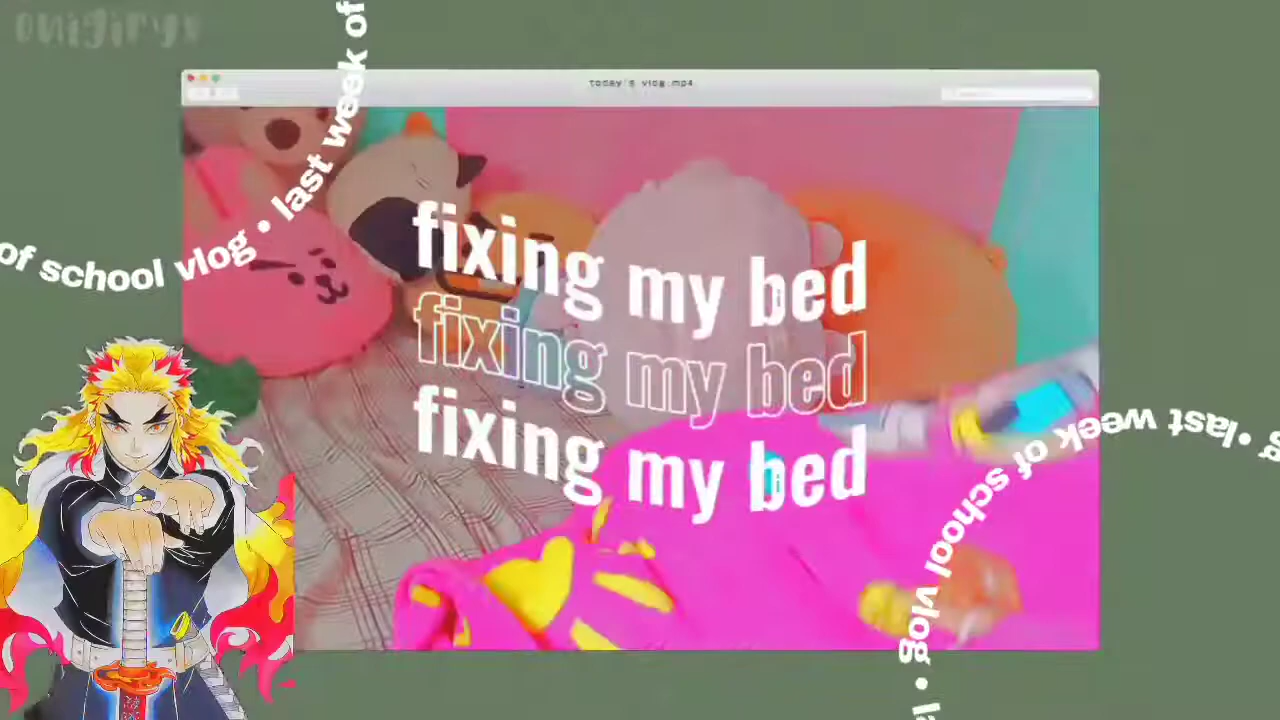 onigiryx
today's vlog.mp4
of school vlog • last week of
fixing my bed
fixing my bed
fixing my bed
g • last week of school vlog • la